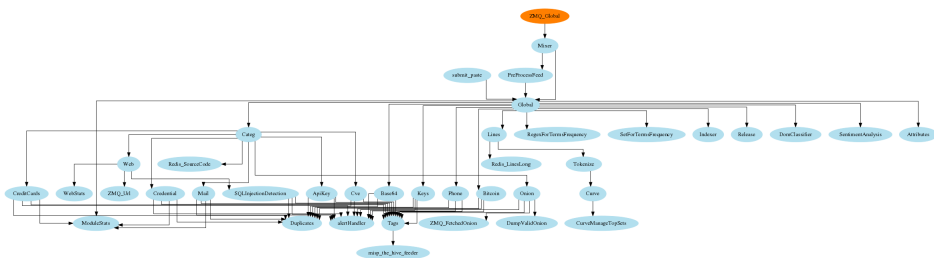 ZMQ_Global
Mixer
submit_paste
PreProcessFeed
Global
Categ
Lines
RegexForTermsFrequency
SetForTermsFrequency
Indexer
Release
DomClassifier
SentimentAnalysis
Attributes
Web
Redis_SourceCode
Redis_LinesLong
Tokenize
CreditCards
WebStats
ZMQ_Url
Credential
Mail
SQLInjectionDetection
ApiKey
Cve
Base64
Keys
Phone
Bitcoin
Onion
Curve
ModuleStats
Duplicates
alertHandler
Tags
ZMQ_FetchedOnion
DumpValidOnion
CurveManageTopSets
misp_the_hive_feeder